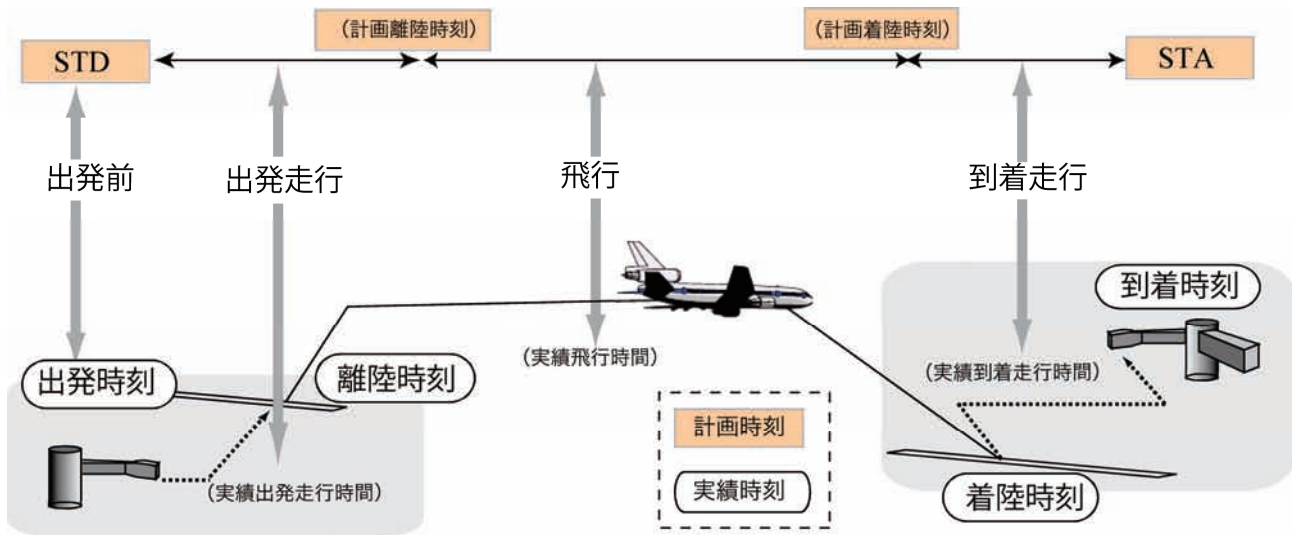 （計画離陸時刻）
（計画着陸時刻）
STD
STA
出発前
出発走行
飛行
到着走行
到着時刻
（実績飛行時間）
（実績到着走行時間）
出発時刻
離陸時刻
計画時刻
（実績出発走行時間）
実績時刻
着陸時刻